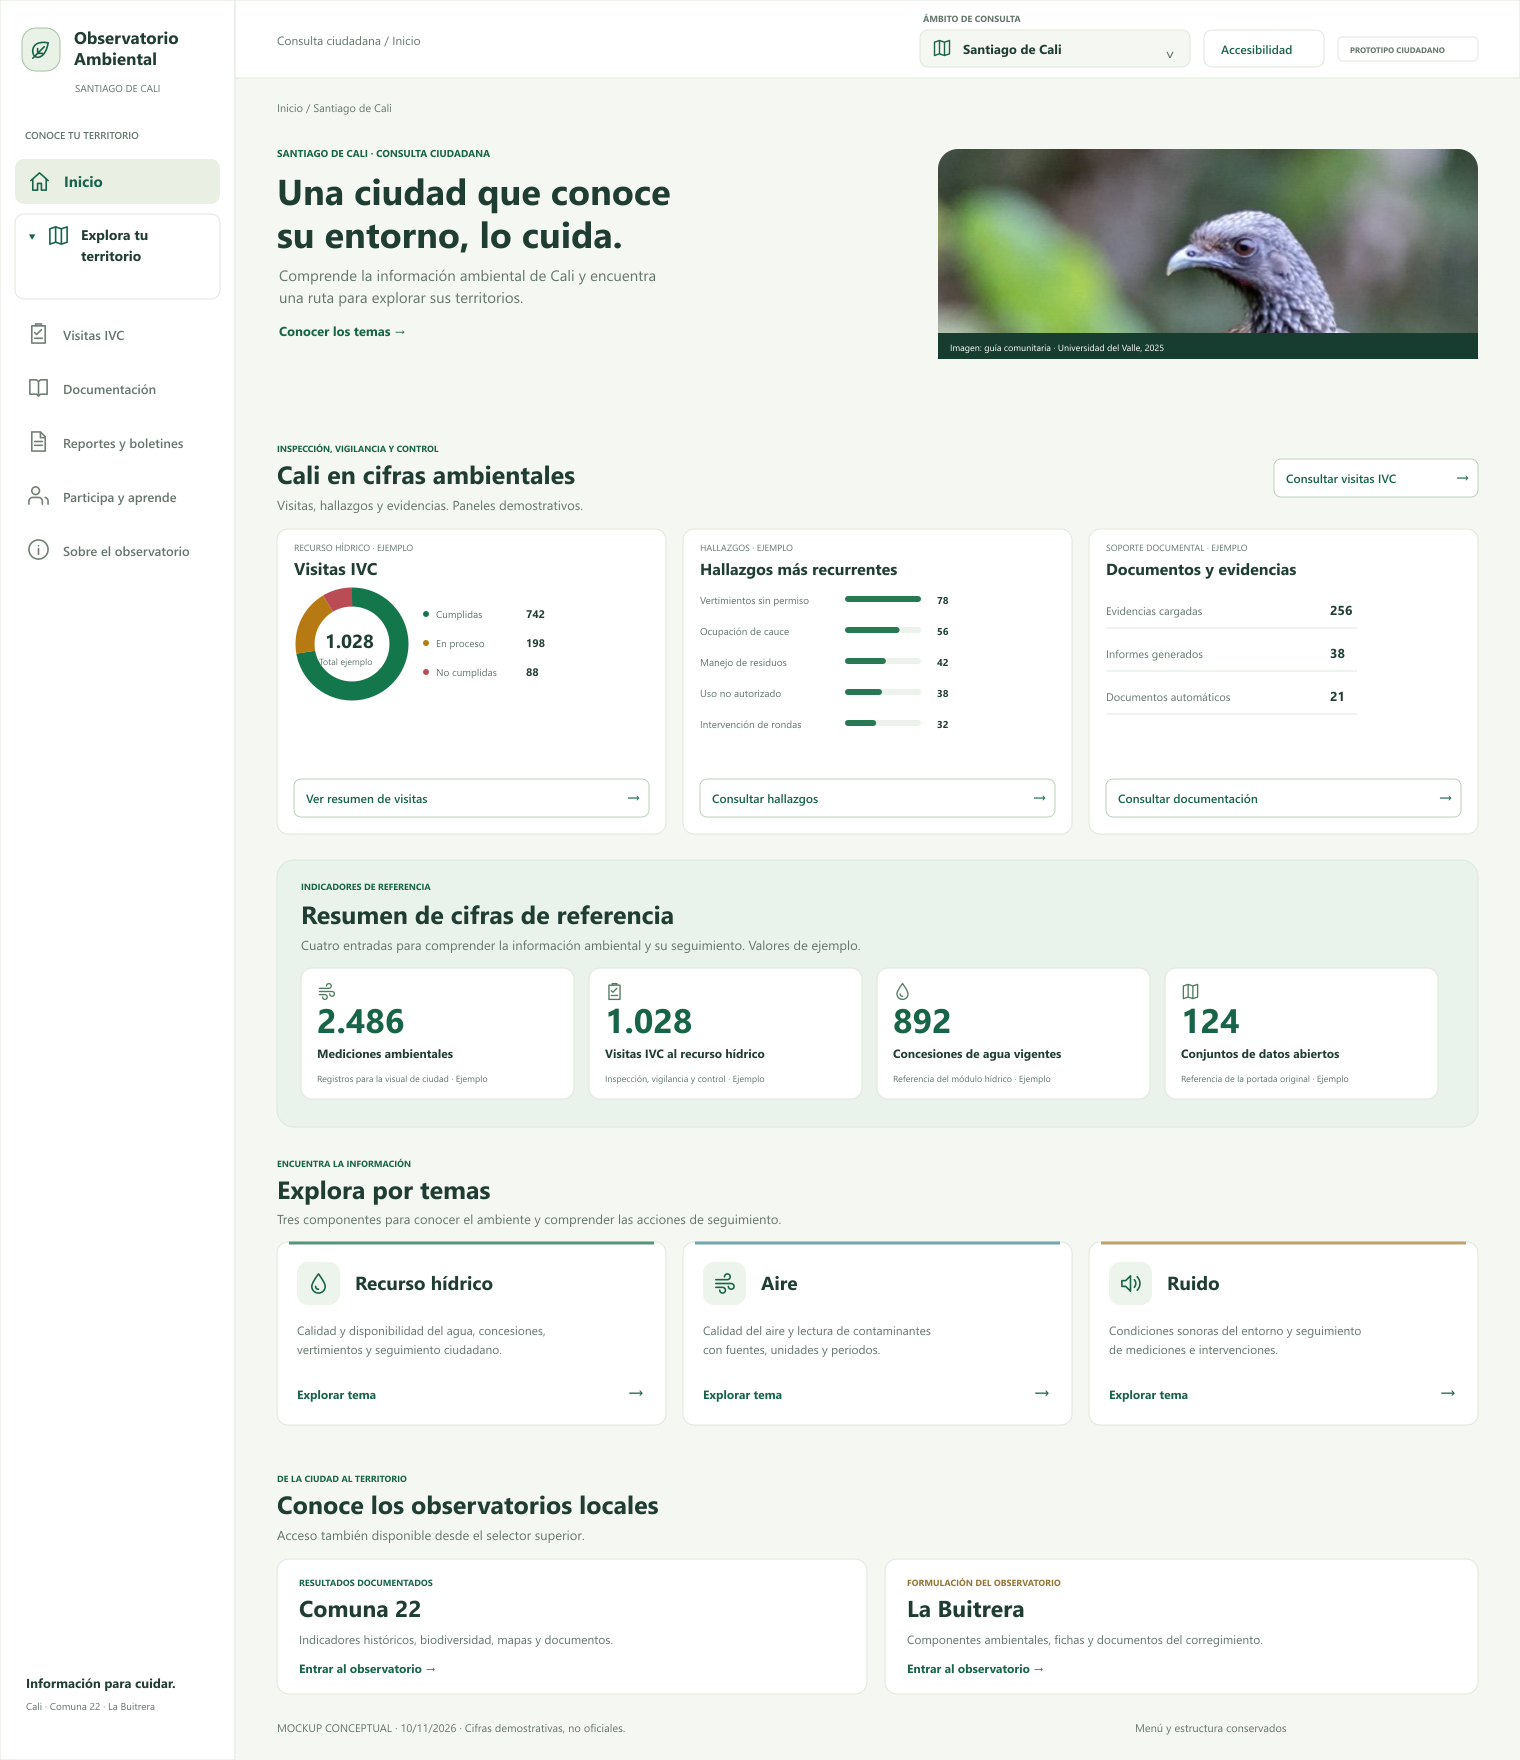 Observatorio
Ambiental
SANTIAGO DE CALI
CONOCE TU TERRITORIO
Inicio
Explora tu
territorio
Visitas IVC
Documentación
Reportes y boletines
Participa y aprende
Sobre el observatorio
Información para cuidar.
Cali · Comuna 22 · La Buitrera
Consulta ciudadana / Inicio
ÁMBITO DE CONSULTA
Santiago de Cali
Accesibilidad
PROTOTIPO CIUDADANO
Inicio / Santiago de Cali
SANTIAGO DE CALI · CONSULTA CIUDADANA
Una ciudad que conoce
su entorno, lo cuida.
Comprende la información ambiental de Cali y encuentra
una ruta para explorar sus territorios.
Conocer los temas →
Imagen: guía comunitaria · Universidad del Valle, 2025
INSPECCIÓN, VIGILANCIA Y CONTROL
Cali en cifras ambientales
Visitas, hallazgos y evidencias. Paneles demostrativos.
Consultar visitas IVC →
RECURSO HÍDRICO · EJEMPLO
Visitas IVC
1.028
Total ejemplo
Cumplidas 742
En proceso 198
No cumplidas 88
Ver resumen de visitas →
HALLAZGOS · EJEMPLO
Hallazgos más recurrentes
Vertimientos sin permiso 78
Ocupación de cauce 56
Manejo de residuos 42
Uso no autorizado 38
Intervención de rondas 32
Consultar hallazgos →
SOPORTE DOCUMENTAL · EJEMPLO
Documentos y evidencias
Evidencias cargadas 256
Informes generados 38
Documentos automáticos 21
Consultar documentación →
INDICADORES DE REFERENCIA
Resumen de cifras de referencia
Cuatro entradas para comprender la información ambiental y su seguimiento. Valores de ejemplo.
2.486
Mediciones ambientales
Registros para la visual de ciudad · Ejemplo
1.028
Visitas IVC al recurso hídrico
Inspección, vigilancia y control · Ejemplo
892
Concesiones de agua vigentes
Referencia del módulo hídrico · Ejemplo
124
Conjuntos de datos abiertos
Referencia de la portada original · Ejemplo
ENCUENTRA LA INFORMACIÓN
Explora por temas
Tres componentes para conocer el ambiente y comprender las acciones de seguimiento.
Recurso hídrico
Calidad y disponibilidad del agua, concesiones,
vertimientos y seguimiento ciudadano.
Explorar tema →
Aire
Calidad del aire y lectura de contaminantes
con fuentes, unidades y periodos.
Explorar tema →
Ruido
Condiciones sonoras del entorno y seguimiento
de mediciones e intervenciones.
Explorar tema →
DE LA CIUDAD AL TERRITORIO
Conoce los observatorios locales
Acceso también disponible desde el selector superior.
RESULTADOS DOCUMENTADOS
Comuna 22
Indicadores históricos, biodiversidad, mapas y documentos.
Entrar al observatorio →
FORMULACIÓN DEL OBSERVATORIO
La Buitrera
Componentes ambientales, fichas y documentos del corregimiento.
Entrar al observatorio →
MOCKUP CONCEPTUAL · 10/11/2026 · Cifras demostrativas, no oficiales.
Menú y estructura conservados